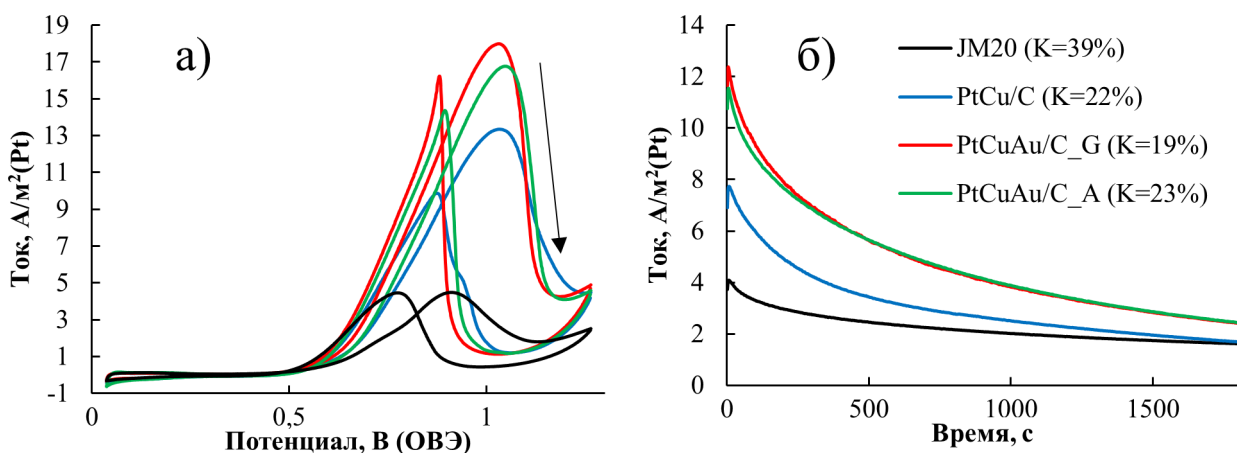 а)
19
17
15
13
11
9
7
5
3
1
-1
0
0,5
1
Ток, А/м²(Pt)
Потенциал, В (ОВЭ)
б)
14
12
10
8
6
4
2
0
0
500
1000
1500
Ток, А/м²(Pt)
Время, с
JM20 (K=39%)
PtCu/C (K=22%)
PtCuAu/C_G (K=19%)
PtCuAu/C_A (K=23%)